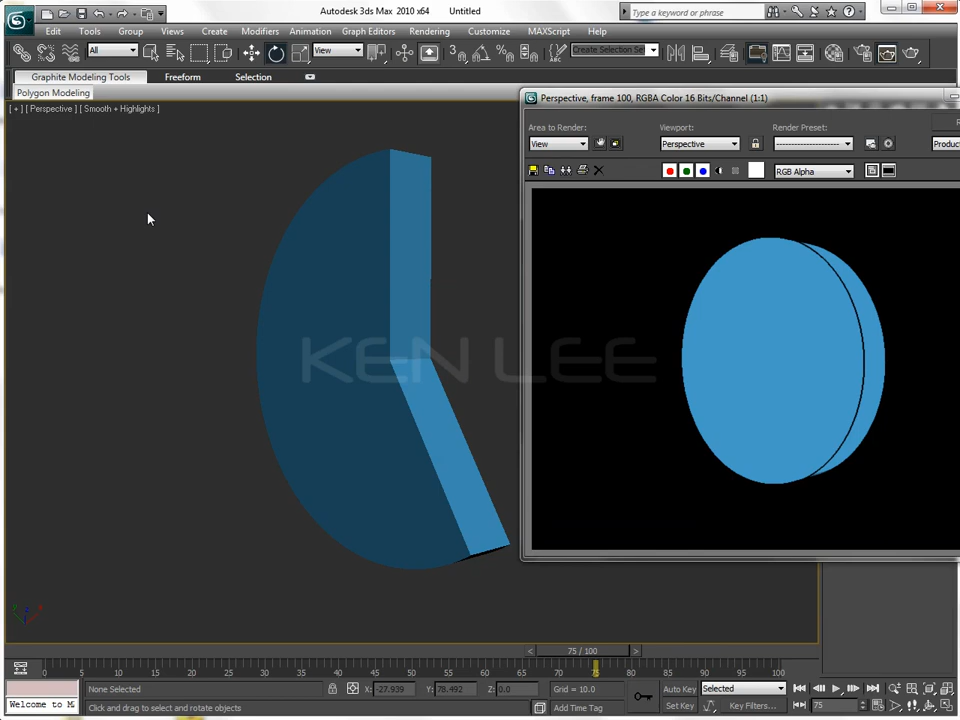 Autodesk 3ds Max 2010 x64 Untitled
Type a keyword or phrase
Edit Tools Group Views Create Modifiers Animation Graph Editors Rendering Customize MAXScript Help
All View Create Selection Se
Graphite Modeling Tools Freeform Selection
Polygon Modeling
[ + ] [ Perspective ] [ Smooth + Highlights ]
Perspective, frame 100, RGBA Color 16 Bits/Channel (1:1)
Area to Render: Viewport: Render Preset: R
View Perspective -------------------- Product
RGB Alpha
KEN LEE
< 75 / 100 >
0 5 10 15 20 25 30 35 40 45 50 55 60 65 70 75 80 85 90 95 100
None Selected X: -27.939 Y: 78.492 Z: 0.0 Grid = 10.0 Auto Key Selected
Welcome to M Click and drag to select and rotate objects Add Time Tag Set Key Key Filters... 75